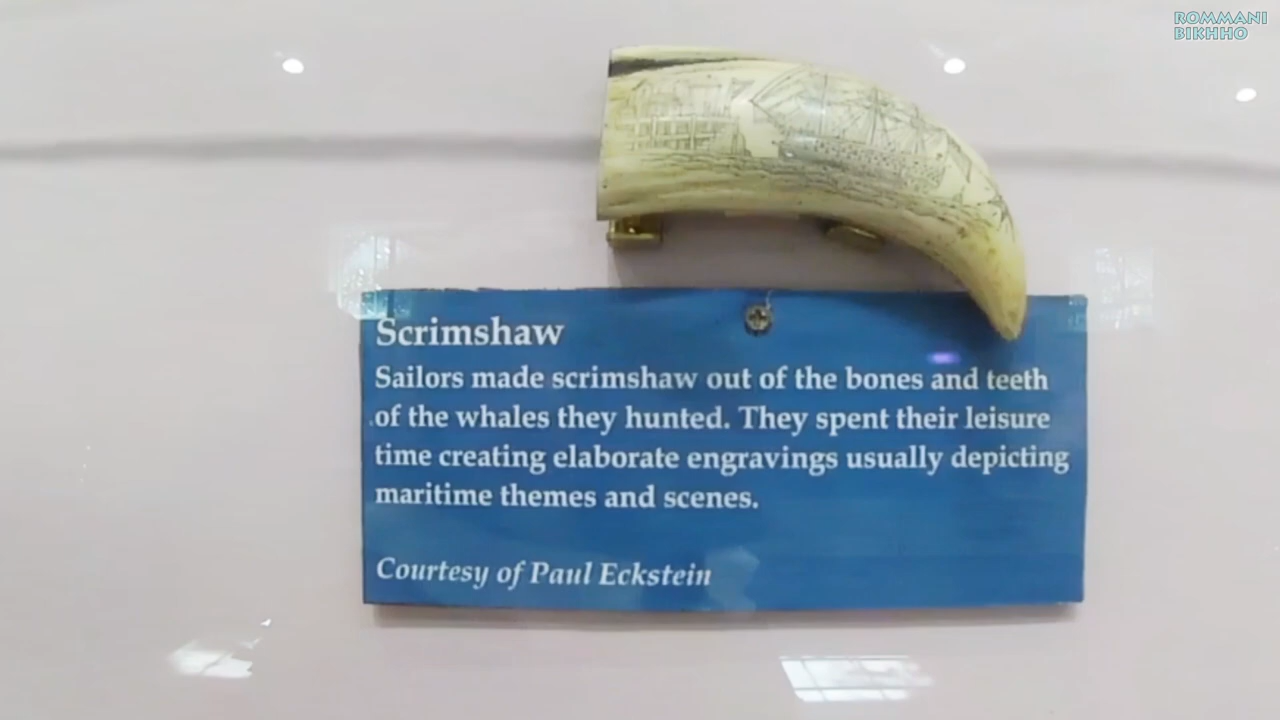 ROMMANI
BIKHHO
Scrimshaw
Sailors made scrimshaw out of the bones and teeth
of the whales they hunted. They spent their leisure
time creating elaborate engravings usually depicting
maritime themes and scenes.
Courtesy of Paul Eckstein